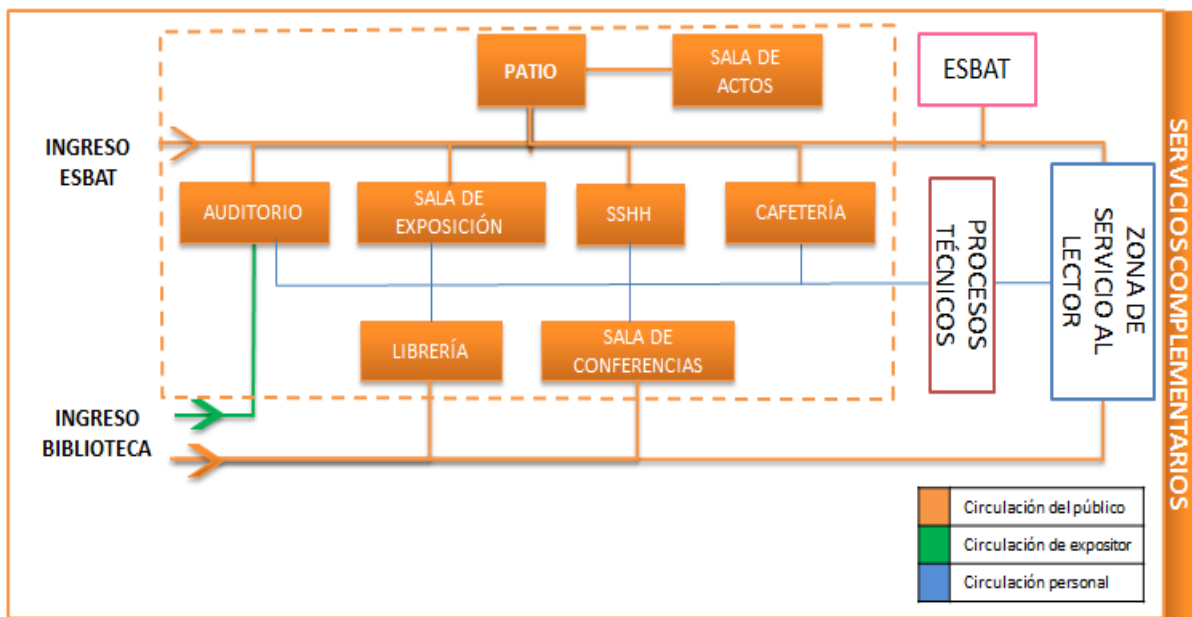 PATIO
SALA DE
ACTOS
ESBAT
INGRESO
ESBAT
AUDITORIO
SALA DE
EXPOSICIÓN
SSHH
CAFETERÍA
PROCESOS
TÉCNICOS
ZONA DE
SERVICIO AL
LECTOR
SERVICIOS COMPLEMENTARIOS
LIBRERÍA
SALA DE
CONFERENCIAS
INGRESO
BIBLIOTECA
Circulación del público
Circulación de expositor
Circulación personal